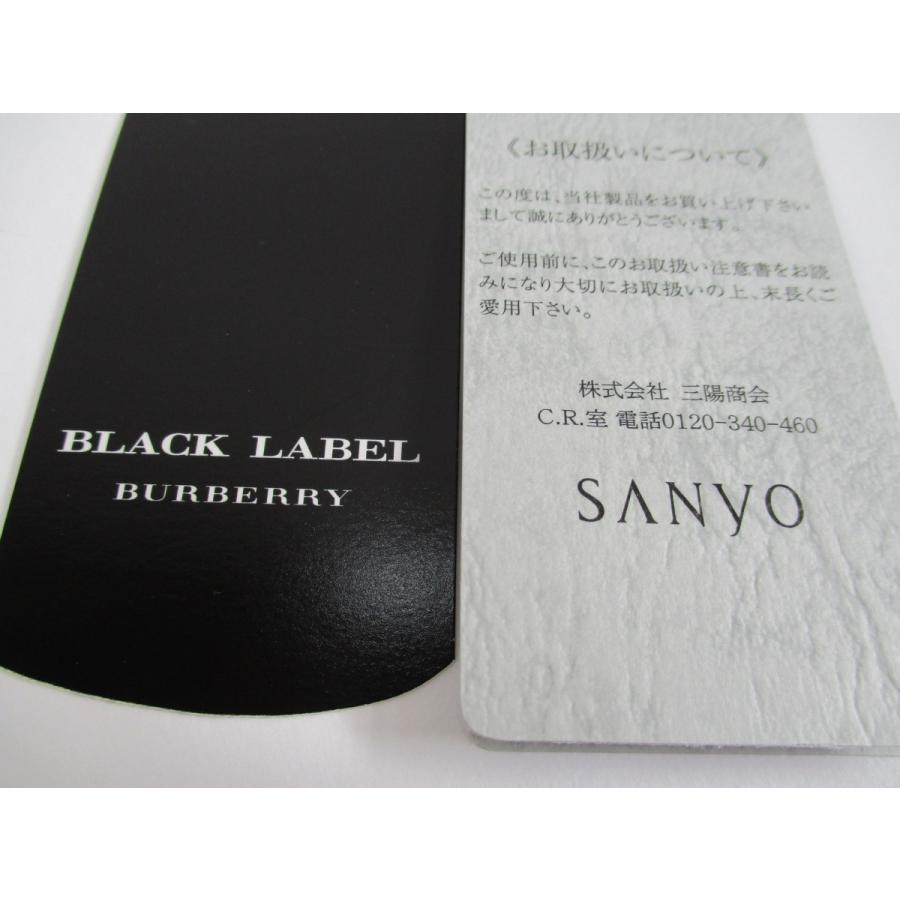 BLACK LABEL
BURBERRY
《お取扱いについて》
この度は、当社製品をお買い上げ下さい
まして誠にありがとうございます。
ご使用前に、このお取扱い注意書をお読
みになり大切にお取扱いの上、末長くご
愛用下さい。
株式会社 三陽商会
C.R.室 電話0120-340-460
SANYO